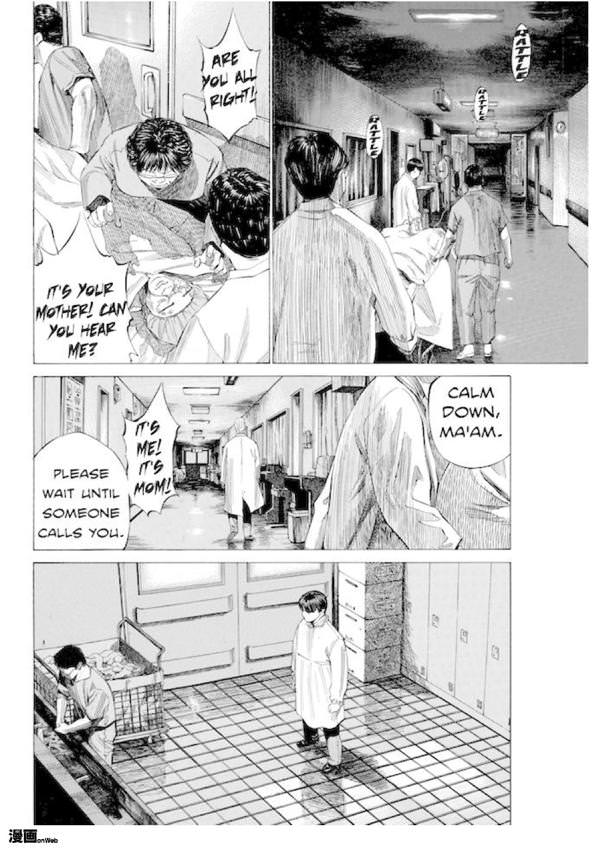 RATTLE
RATTLE
RATTLE
ARE
YOU ALL
RIGHT!
IT'S YOUR
MOTHER! CAN
YOU HEAR
ME?
CALM
DOWN,
MA'AM.
IT'S
ME!
IT'S
MOM!
PLEASE
WAIT UNTIL
SOMEONE
CALLS YOU.
漫画onWeb